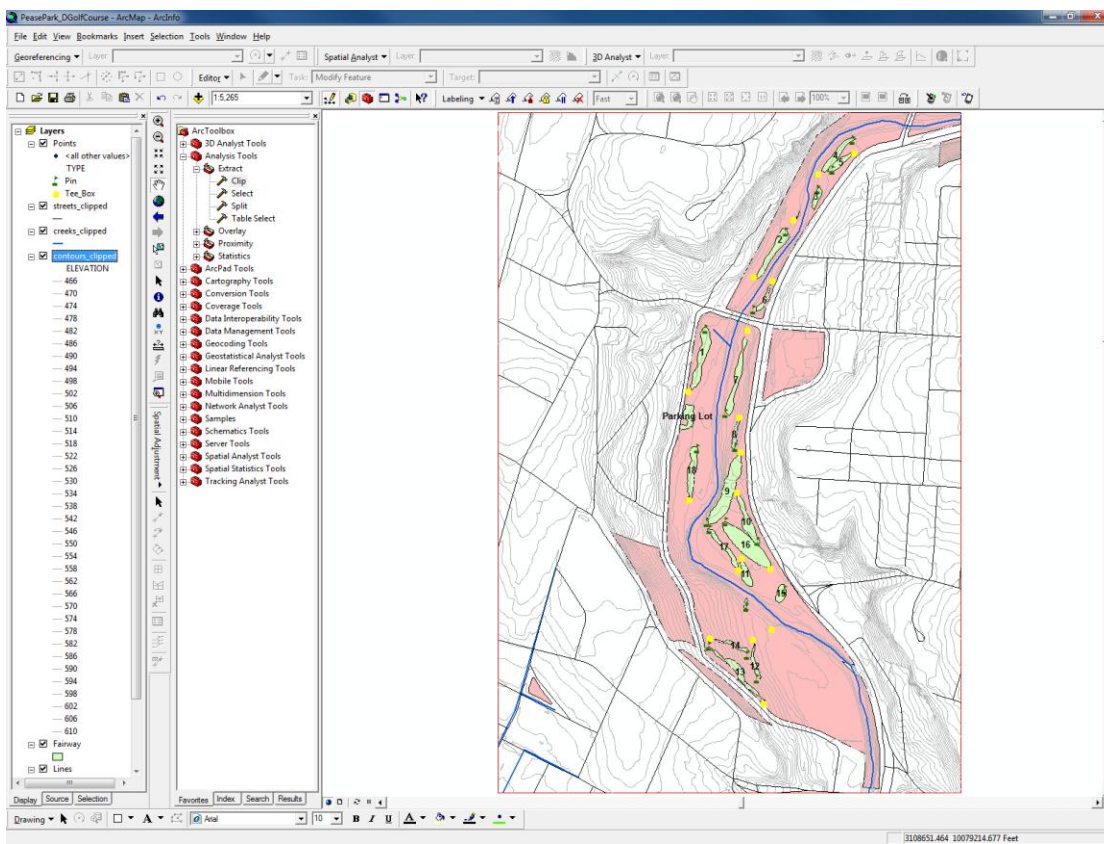 PeasePark_DGolfCourse - ArcMap - ArcInfo
File Edit View Bookmarks Insert Selection Tools Window Help
Georeferencing Layer: Spatial Analyst Layer: 3D Analyst Layer:
Editor Task: Modify Feature Target:
1:5,265 Labeling Fast 100%
Layers
Points
<all other values>
TYPE
Pin
Tee_Box
streets_clipped
creeks_clipped
contours_clipped
ELEVATION
466
470
474
478
482
486
490
494
498
502
506
510
514
518
522
526
530
534
538
542
546
550
554
558
562
566
570
574
578
582
586
590
594
598
602
606
610
Fairway
Lines
Display Source Selection
Spatial Adjustment
ArcToolbox
3D Analyst Tools
Analysis Tools
Extract
Clip
Select
Split
Table Select
Overlay
Proximity
Statistics
ArcPad Tools
Cartography Tools
Conversion Tools
Coverage Tools
Data Interoperability Tools
Data Management Tools
Geocoding Tools
Geostatistical Analyst Tools
Linear Referencing Tools
Mobile Tools
Multidimension Tools
Network Analyst Tools
Samples
Schematics Tools
Server Tools
Spatial Analyst Tools
Spatial Statistics Tools
Tracking Analyst Tools
Favorites Index Search Results
4
5
3
2
6
1
7
Parking Lot
8
18
9
10
16
17
11
15
14
12
13
Drawing A Arial 10 B I U A
3108651.464 10079214.677 Feet